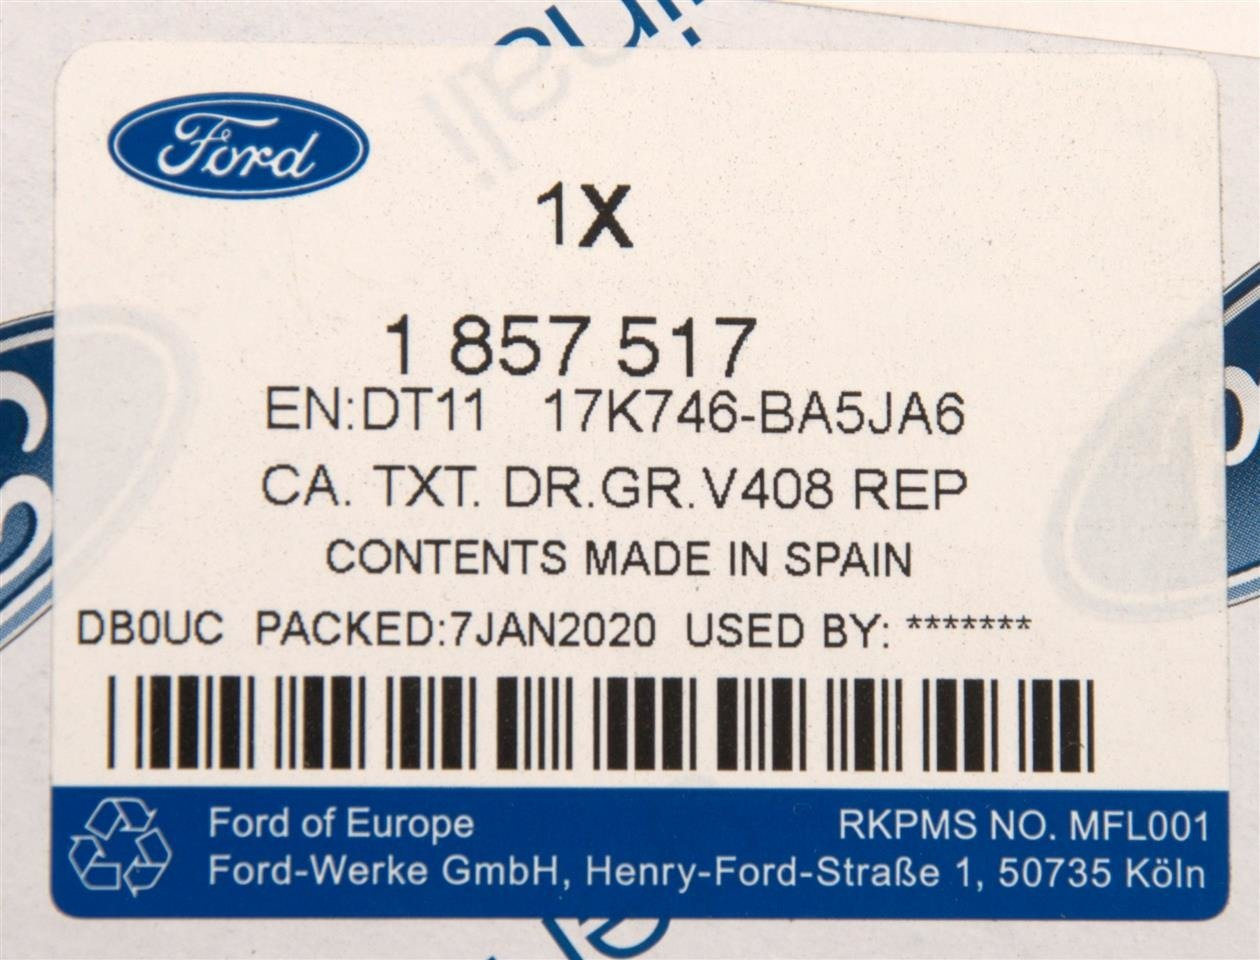 Ford
1X
1 857 517
EN:DT11 17K746-BA5JA6
CA. TXT. DR.GR.V408 REP
CONTENTS MADE IN SPAIN
DB0UC PACKED:7JAN2020 USED BY: *******
Ford of Europe
RKPMS NO. MFL001
Ford-Werke GmbH, Henry-Ford-Straße 1, 50735 Köln